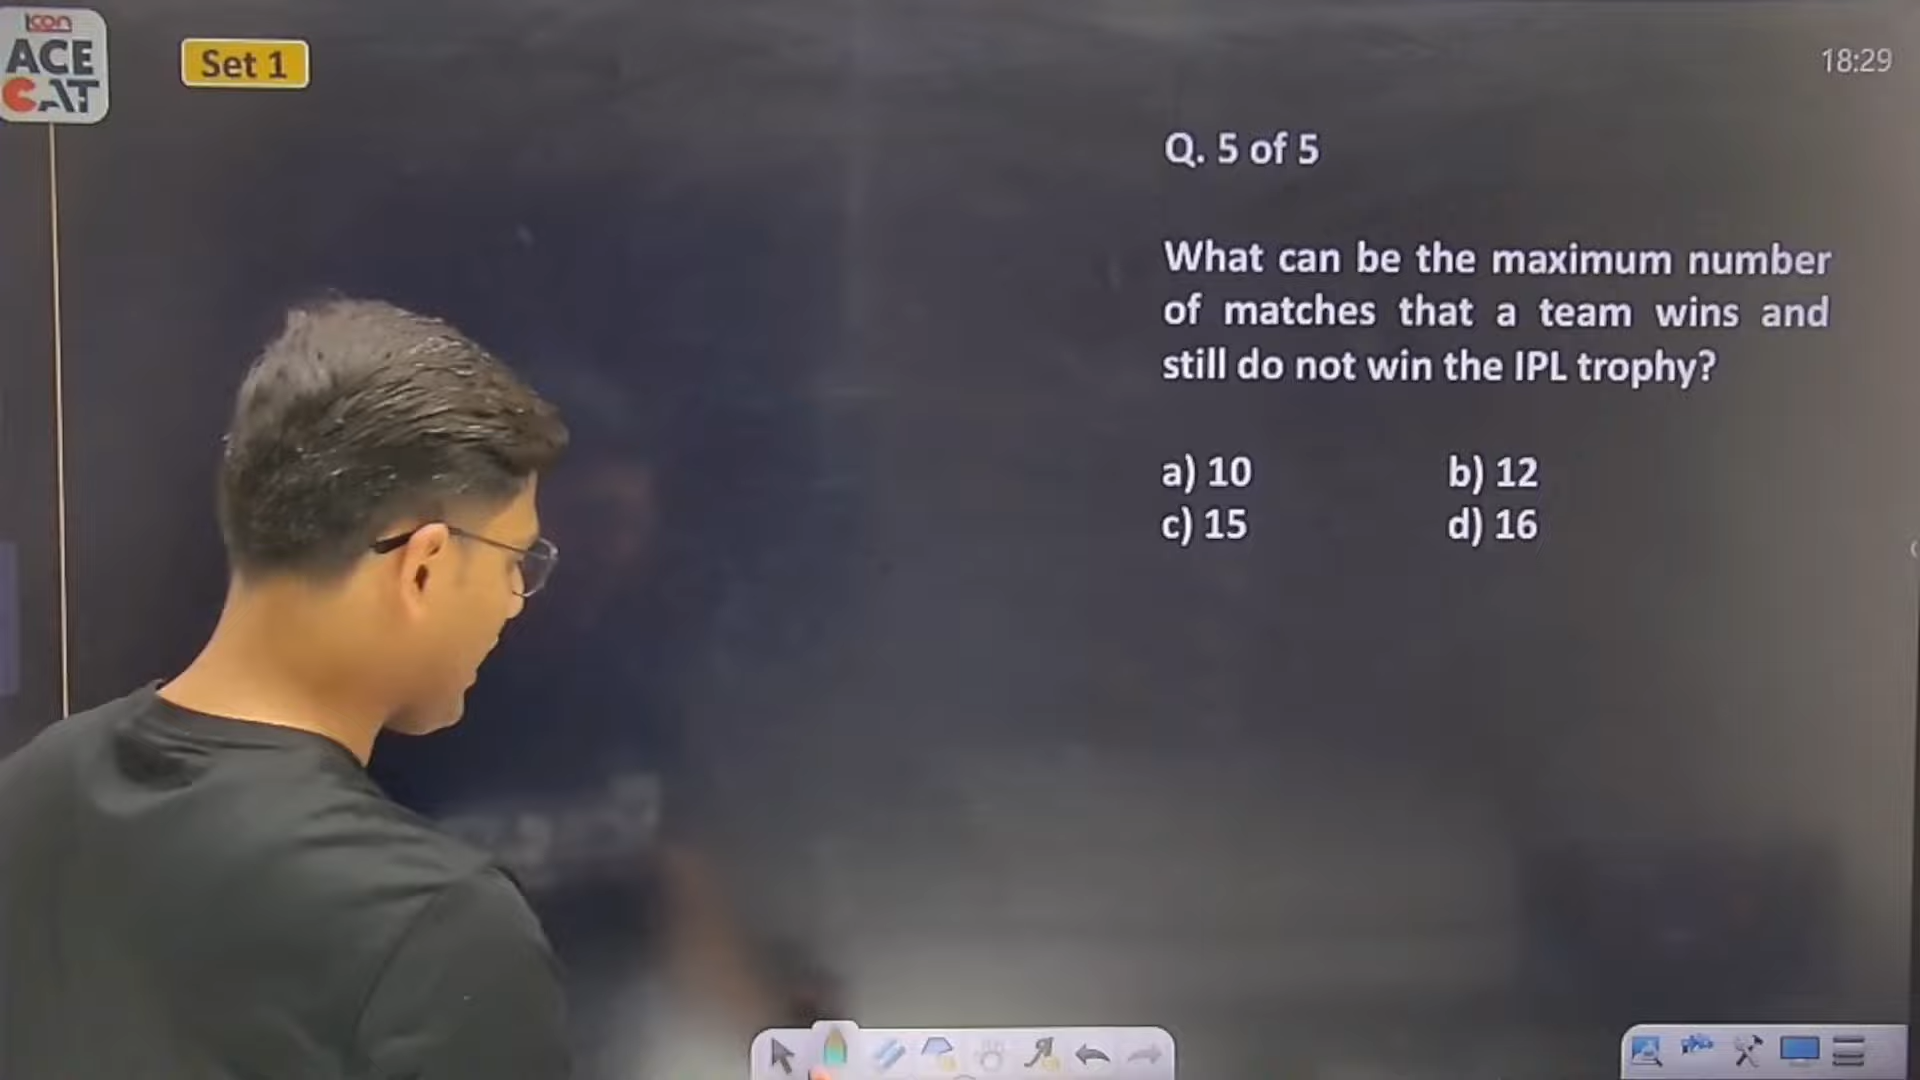 icon
ACE
CAT
Set 1
18:29
Q. 5 of 5
What can be the maximum number
of matches that a team wins and
still do not win the IPL trophy?
a) 10 b) 12
c) 15 d) 16